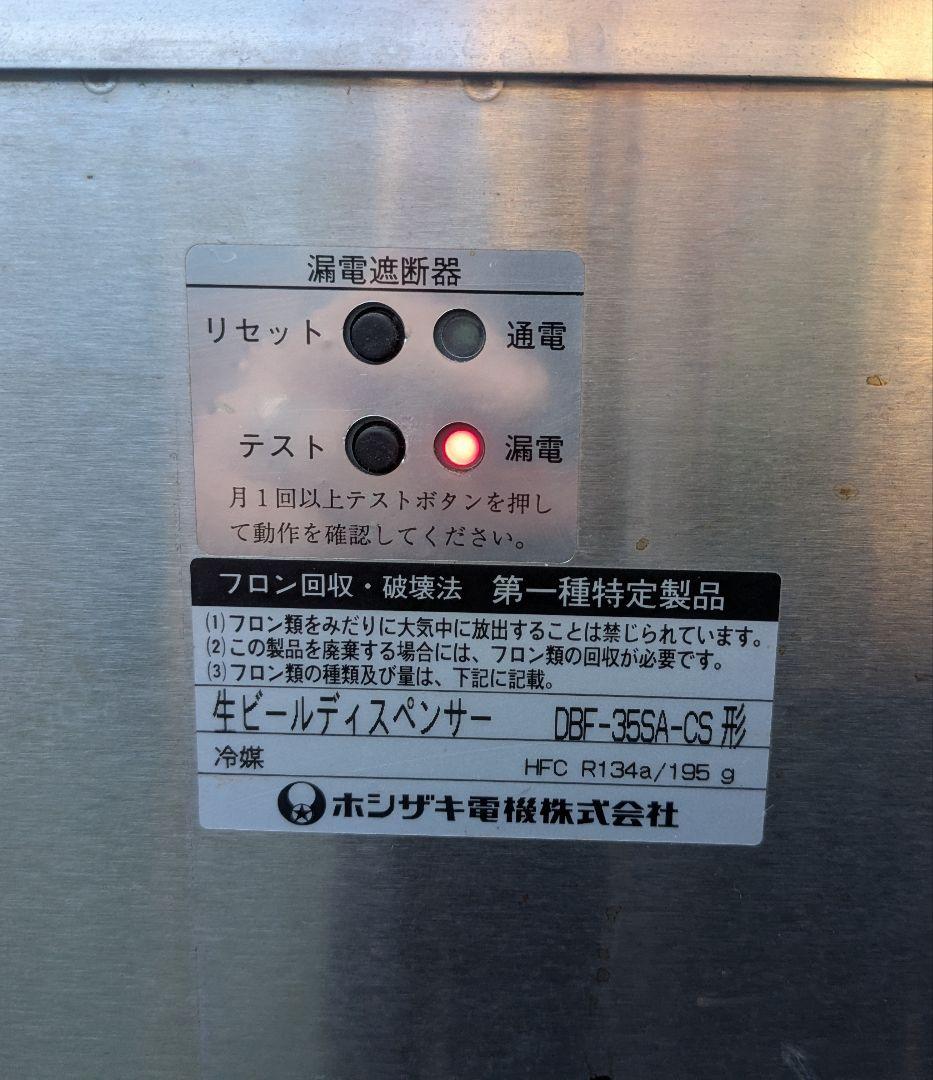 漏電遮断器
リセット 通電
テスト 漏電
月1回以上テストボタンを押し
て動作を確認してください。
フロン回収・破壊法 第一種特定製品
(1)フロン類をみだりに大気中に放出することは禁じられています。
(2)この製品を廃棄する場合には、フロン類の回収が必要です。
(3)フロン類の種類及び量は、下記に記載。
生ビールディスペンサー DBF-35SA-CS形
冷媒 HFC R134a/195 g
ホシザキ電機株式会社